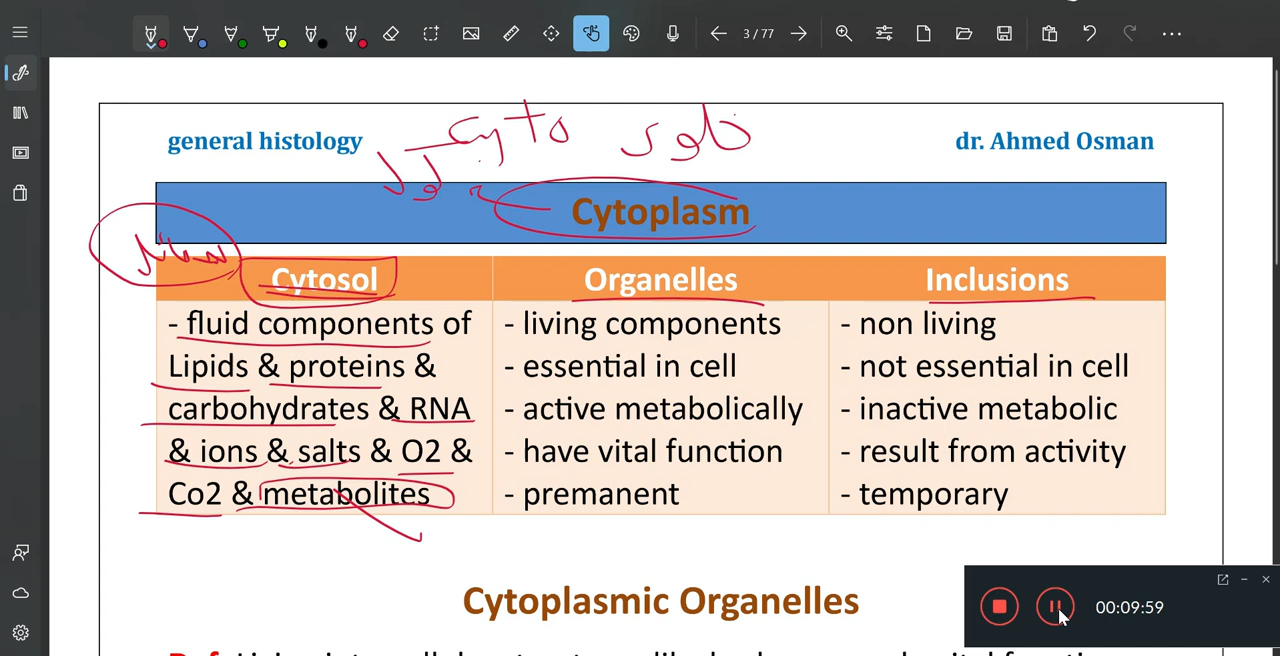 3 / 77
general histology
dr. Ahmed Osman
Cyto
Cytoplasm
Cytosol
Organelles
Inclusions
- fluid components of
Lipids & proteins &
carbohydrates & RNA
& ions & salts & O2 &
Co2 & metabolites
- living components
- essential in cell
- active metabolically
- have vital function
- premanent
- non living
- not essential in cell
- inactive metabolic
- result from activity
- temporary
Cytoplasmic Organelles
00:09:59